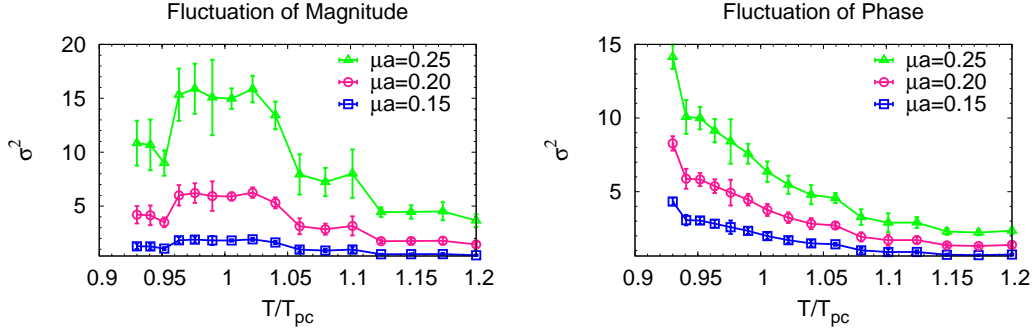 Fluctuation of Magnitude
20
15
10
5
σ²
μa=0.25
μa=0.20
μa=0.15
0.9 0.95 1 1.05 1.1 1.15 1.2
T/Tpc
Fluctuation of Phase
15
10
5
σ²
μa=0.25
μa=0.20
μa=0.15
0.9 0.95 1 1.05 1.1 1.15 1.2
T/Tpc